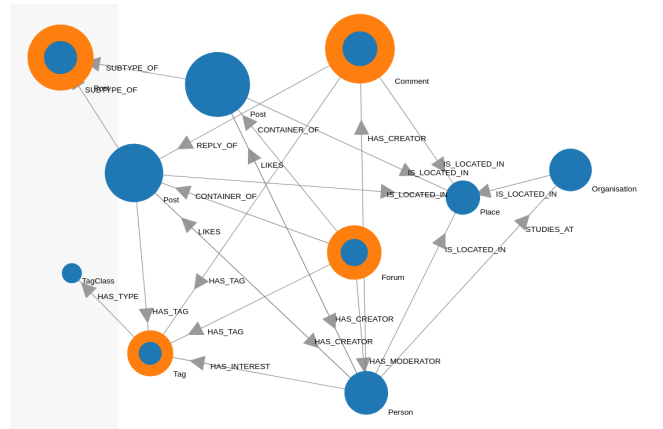 SUBTYPE_OF
Post
SUBTYPE_OF
Comment
Post
CONTAINER_OF
HAS_CREATOR
REPLY_OF
LIKES
IS_LOCATED_IN
IS_LOCATED_IN
Organisation
Post
CONTAINER_OF
IS_LOCATED_IN
IS_LOCATED_IN
Place
LIKES
STUDIES_AT
IS_LOCATED_IN
TagClass
HAS_TAG
Forum
HAS_TYPE
HAS_TAG
HAS_CREATOR
HAS_TAG
HAS_CREATOR
Tag
HAS_INTEREST
HAS_MODERATOR
Person